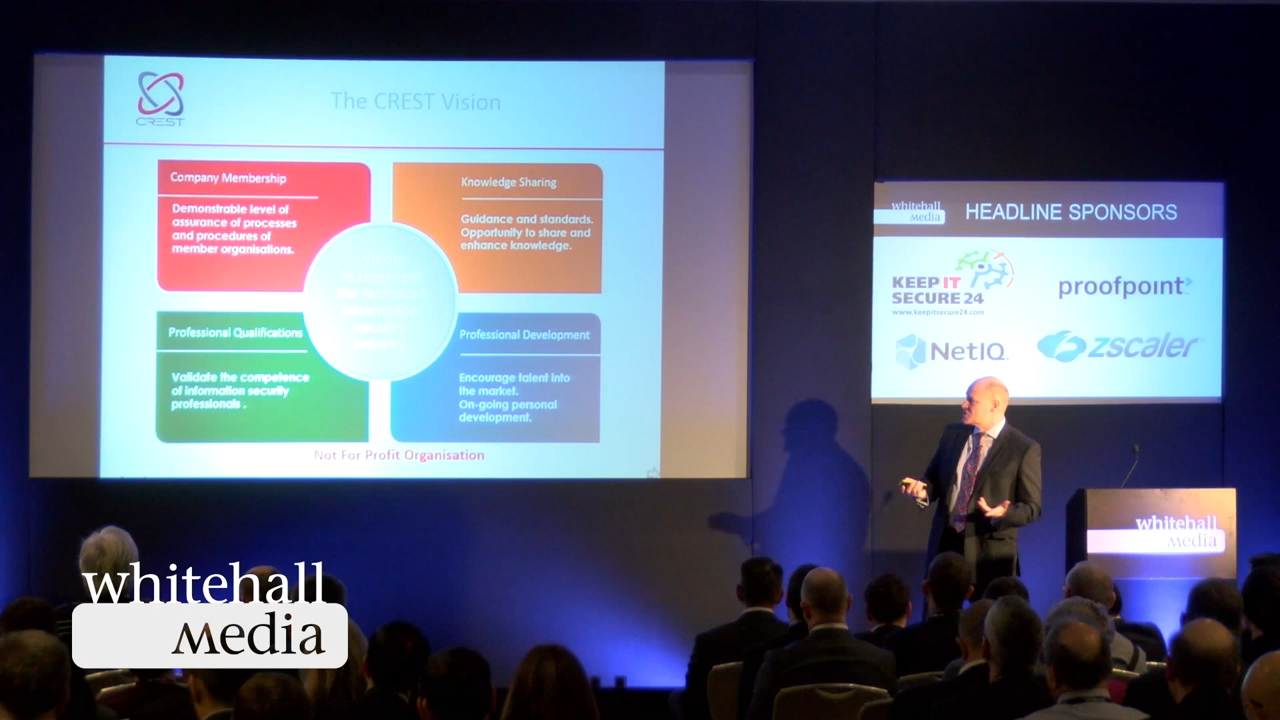 CREST
The CREST Vision
Company Membership
Demonstrable level of
assurance of processes
and procedures of
member organisations.
Knowledge Sharing
Guidance and standards.
Opportunity to share and
enhance knowledge.
Professional Qualifications
Validate the competence
of information security
professionals .
Professional Development
Encourage talent into
the market.
On-going personal
development.
Not For Profit Organisation
whitehall
media
HEADLINE SPONSORS
KEEP IT
SECURE 24
www.keepitsecure24.com
proofpoint
NetIQ
zscaler
whitehall
media
whitehall
media